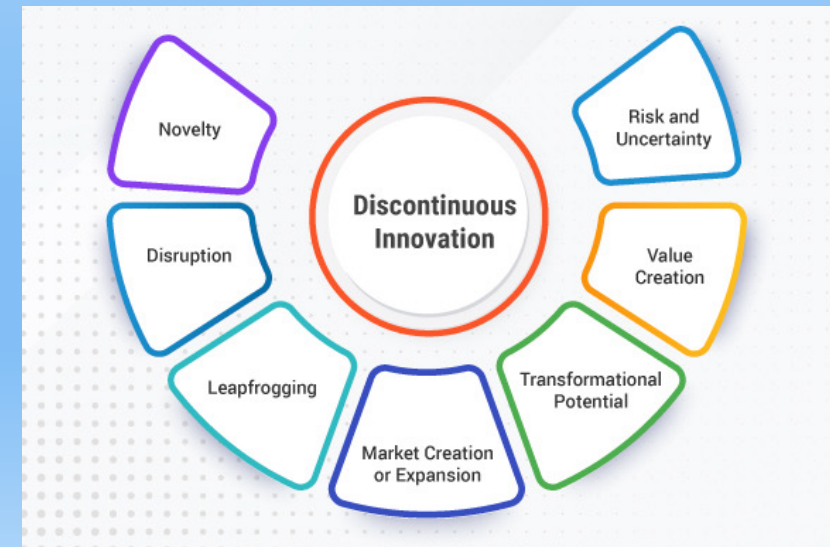 Novelty
Disruption
Leapfrogging
Market Creation
or Expansion
Transformational
Potential
Value
Creation
Risk and
Uncertainty
Discontinuous
Innovation